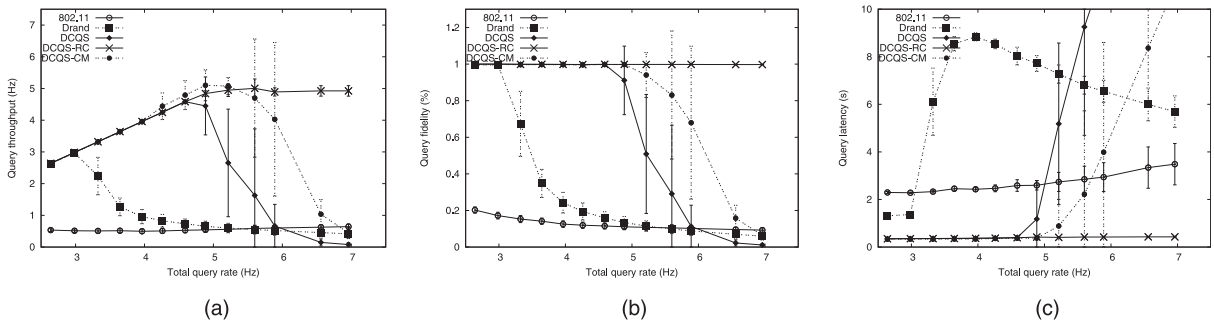 802.11
Drand
DCQS
DCQS-RC
DCQS-CM
Query throughput (Hz)
7
6
5
4
3
2
1
0
3 4 5 6 7
Total query rate (Hz)
(a)
802.11
Drand
DCQS
DCQS-RC
DCQS-CM
Query fidelity (%)
1.2
1
0.8
0.6
0.4
0.2
0
3 4 5 6 7
Total query rate (Hz)
(b)
802.11
Drand
DCQS
DCQS-RC
DCQS-CM
Query latency (s)
10
8
6
4
2
0
3 4 5 6 7
Total query rate (Hz)
(c)